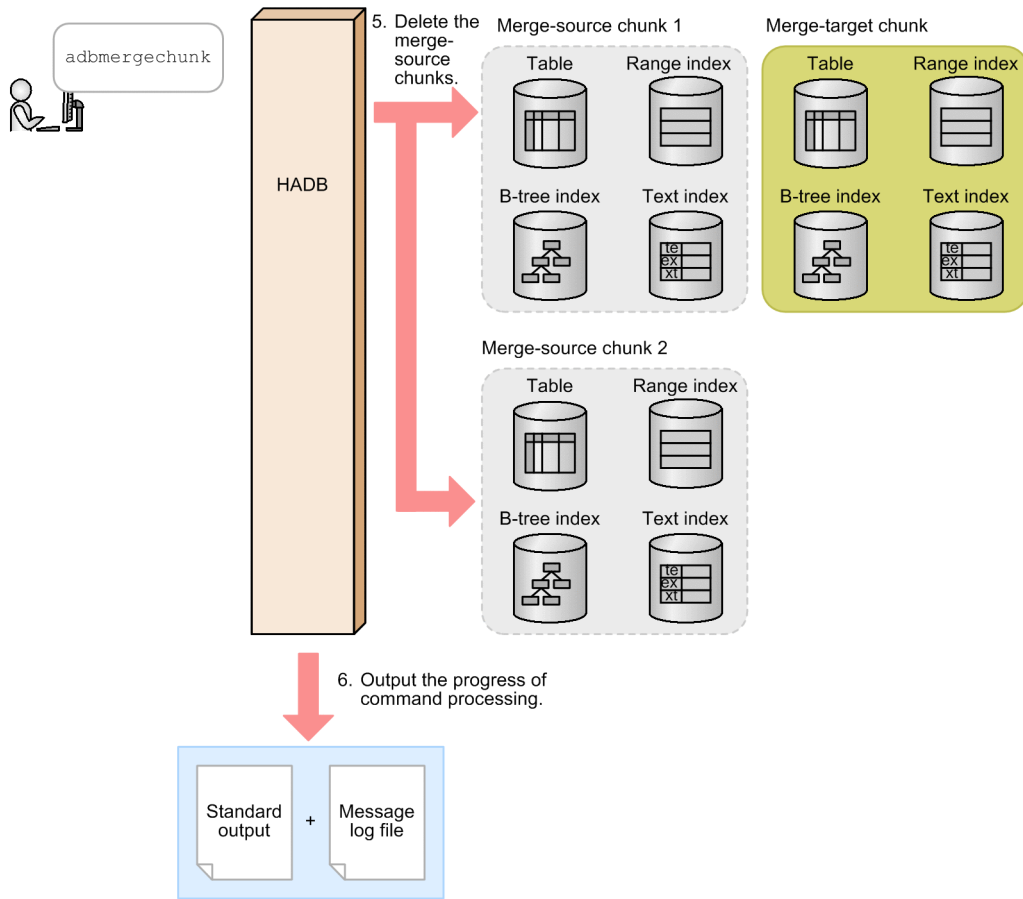 adbmergechunk
HADB
5. Delete the
merge-
source
chunks.
Merge-source chunk 1
Table
Range index
B-tree index
Text index
te
ex
xt
Merge-target chunk
Table
Range index
B-tree index
Text index
te
ex
xt
Merge-source chunk 2
Table
Range index
B-tree index
Text index
te
ex
xt
6. Output the progress of
command processing.
Standard
output
+
Message
log file